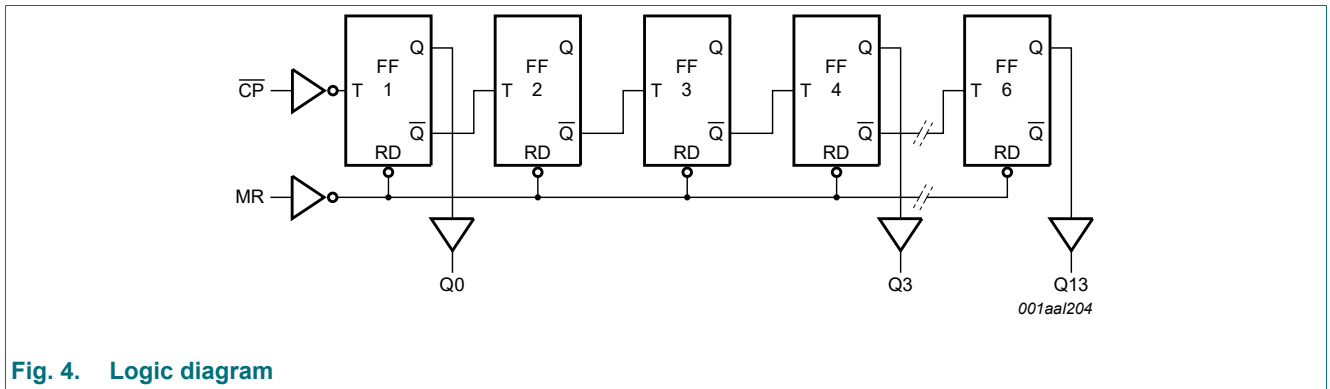 Q Q Q Q Q
FF FF FF FF FF
C̅P̅ T 1 T 2 T 3 T 4 T 6
Q̅ Q̅ Q̅ Q̅ Q̅
RD RD RD RD RD
MR
Q0 Q3 Q13
001aal204
Fig. 4. Logic diagram